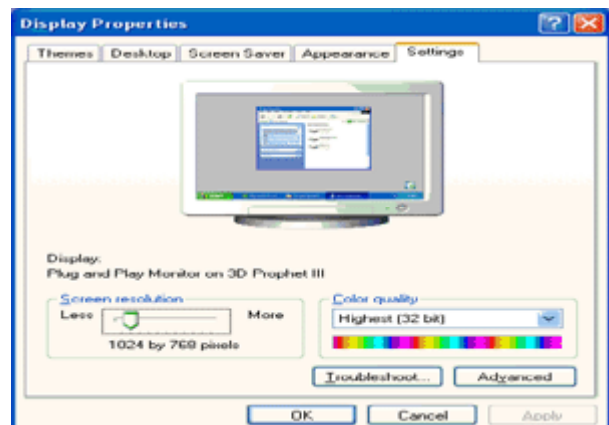 Display Properties
Themes Desktop Screen Saver Appearance Settings
Display:
Plug and Play Monitor on 3D Prophet III
Screen resolution
Less More
1024 by 768 pixels
Color quality
Highest (32 bit)
Troubleshoot... Advanced
OK Cancel Apply